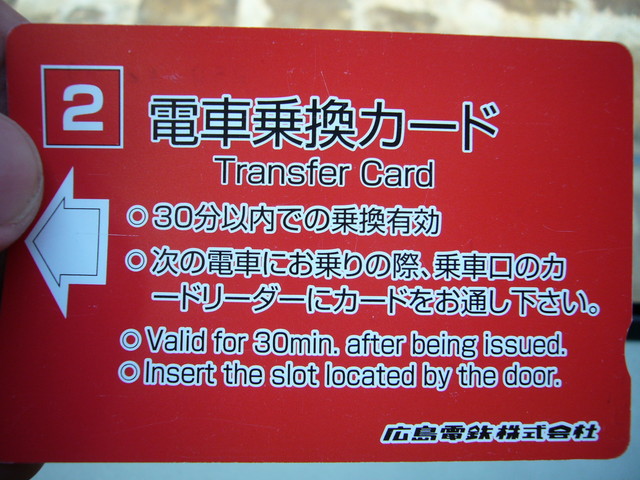 2
電車乗換カード
Transfer Card
◎30分以内での乗換有効
◎次の電車にお乗りの際、乗車口のカ
ードリーダーにカードをお通し下さい。
◎Valid for 30min. after being issued.
◎Insert the slot located by the door.
広島電鉄株式会社